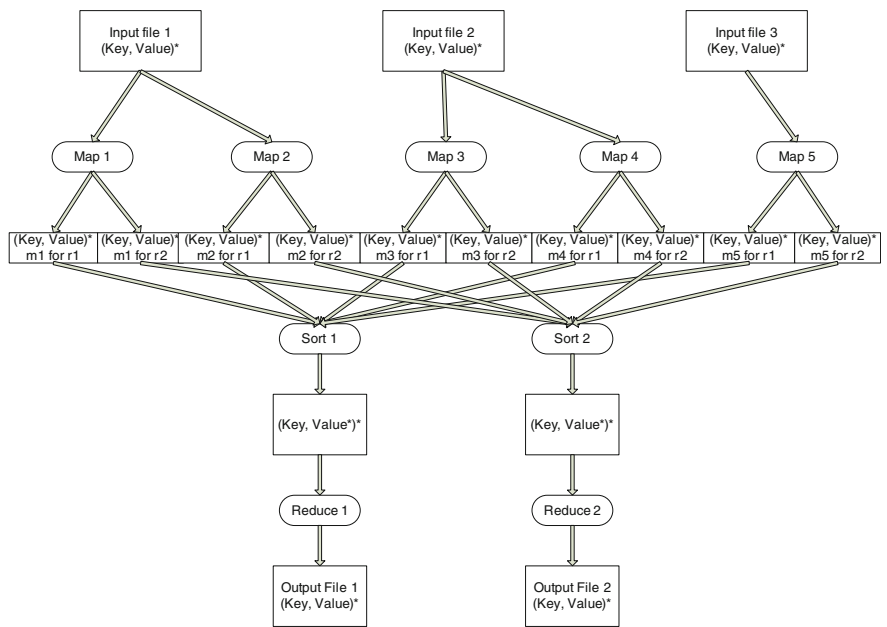 Input file 1
(Key, Value)*
Input file 2
(Key, Value)*
Input file 3
(Key, Value)*
Map 1
Map 2
Map 3
Map 4
Map 5
(Key, Value)*
m1 for r1
(Key, Value)*
m1 for r2
(Key, Value)*
m2 for r1
(Key, Value)*
m2 for r2
(Key, Value)*
m3 for r1
(Key, Value)*
m3 for r2
(Key, Value)*
m4 for r1
(Key, Value)*
m4 for r2
(Key, Value)*
m5 for r1
(Key, Value)*
m5 for r2
Sort 1
Sort 2
(Key, Value*)*
(Key, Value*)*
Reduce 1
Reduce 2
Output File 1
(Key, Value)*
Output File 2
(Key, Value)*